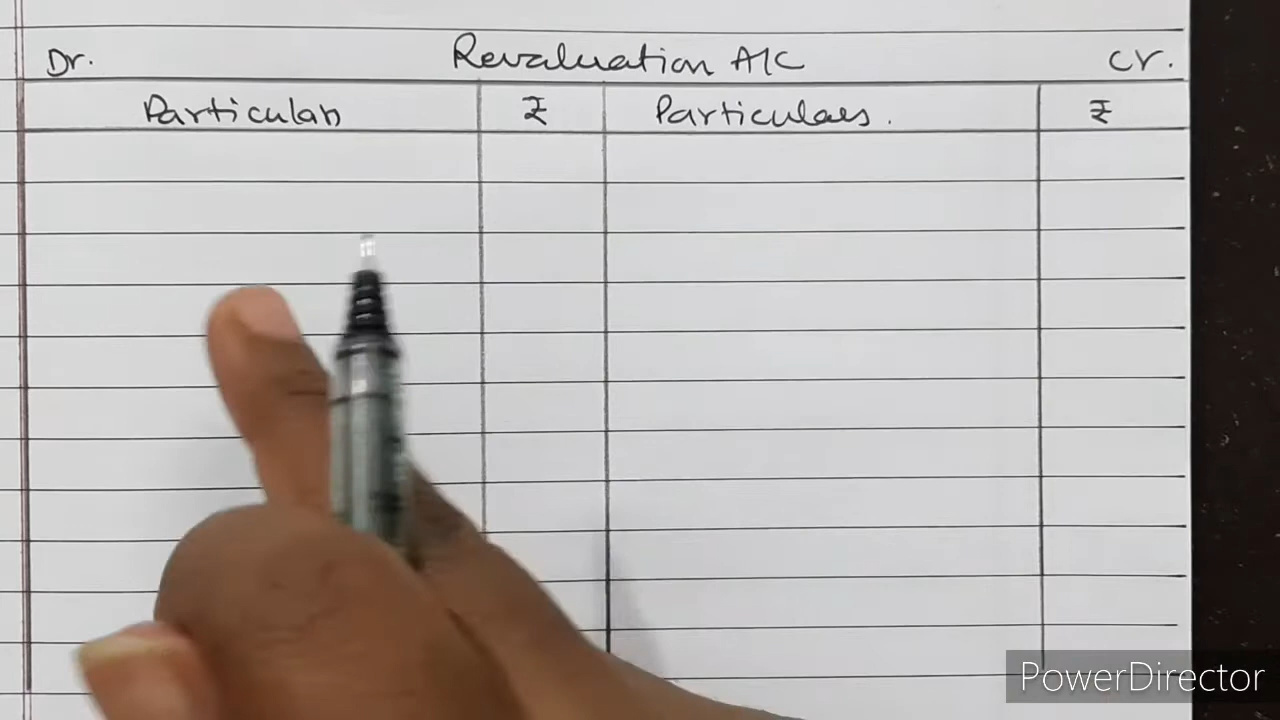 Dr. Revaluation A/C Cr.
Particulars ₹ Particulars. ₹
PowerDirector